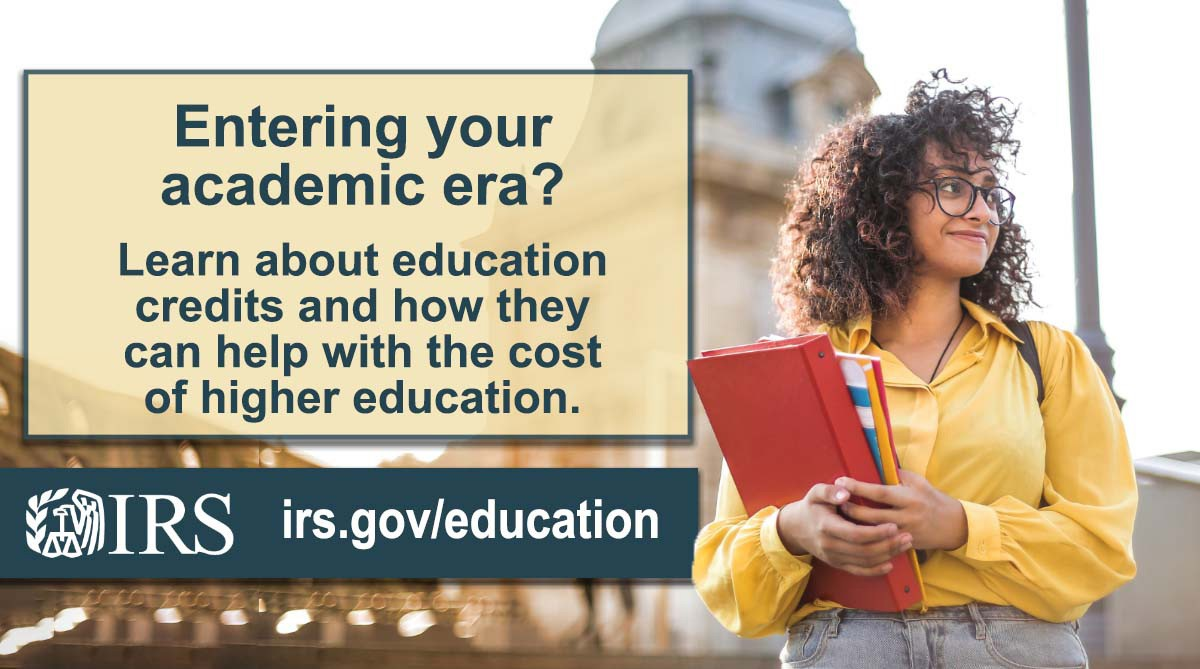 Entering your
academic era?
Learn about education
credits and how they
can help with the cost
of higher education.
IRS
irs.gov/education